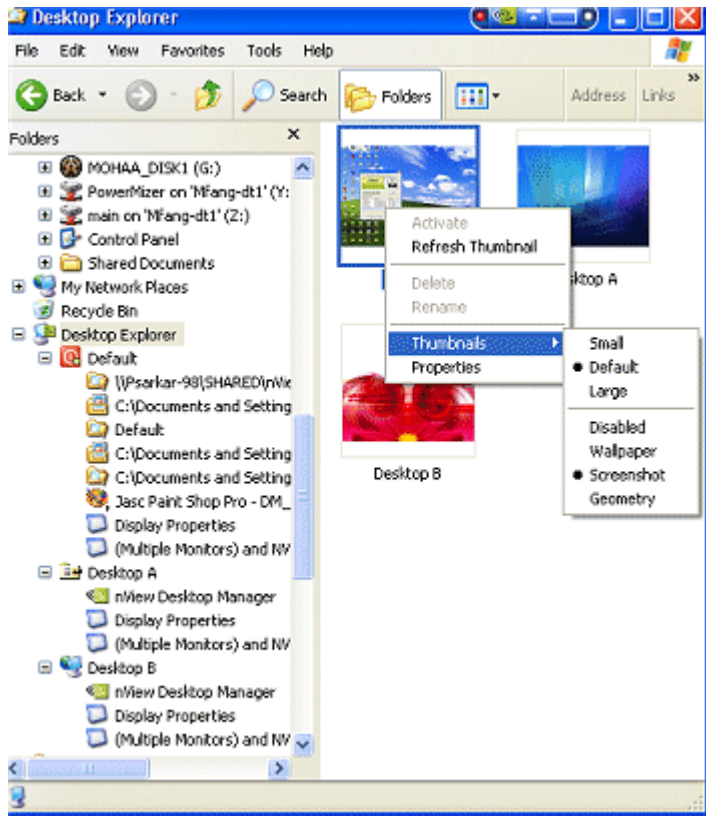 Desktop Explorer
File Edit View Favorites Tools Help
Back Search Folders Address Links
Folders
MOHAA_DISK1 (G:)
PowerMizer on 'Mfang-dt1' (Y:
main on 'Mfang-dt1' (Z:)
Control Panel
Shared Documents
My Network Places
Recycle Bin
Desktop Explorer
Default
\\Psarkar-98\SHARED\nVie
C:\Documents and Setting
Default
C:\Documents and Setting
C:\Documents and Setting
Jasc Paint Shop Pro - DM_
Display Properties
(Multiple Monitors) and NV
Desktop A
nView Desktop Manager
Display Properties
(Multiple Monitors) and NV
Desktop B
nView Desktop Manager
Display Properties
(Multiple Monitors) and NV
Activate
Refresh Thumbnail
Delete
Rename
Thumbnails
Properties
Small
Default
Large
Disabled
Wallpaper
Screenshot
Geometry
sktop A
Desktop B